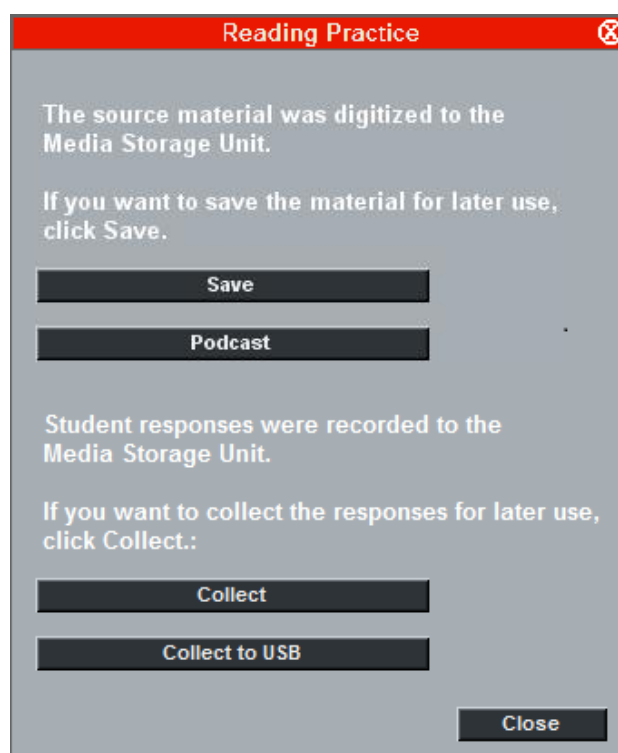 Reading Practice
The source material was digitized to the
Media Storage Unit.
If you want to save the material for later use,
click Save.
Save
Podcast
Student responses were recorded to the
Media Storage Unit.
If you want to collect the responses for later use,
click Collect.:
Collect
Collect to USB
Close